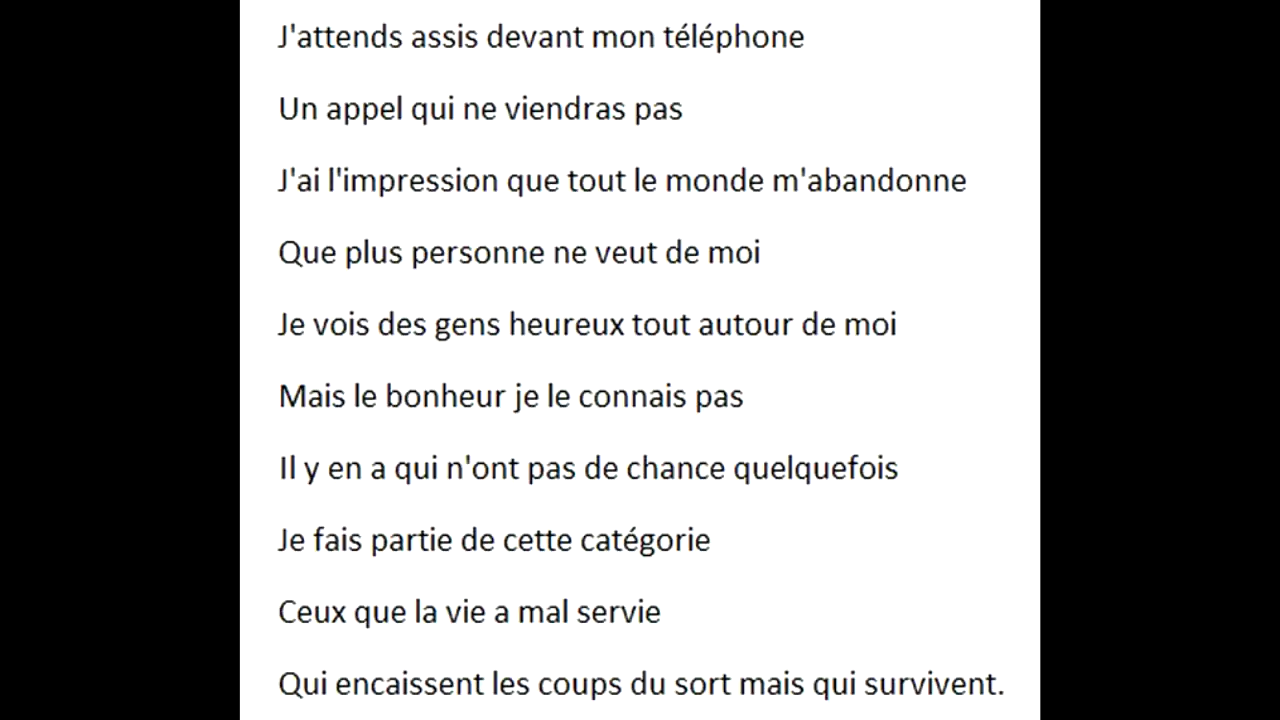 J'attends assis devant mon téléphone
Un appel qui ne viendras pas
J'ai l'impression que tout le monde m'abandonne
Que plus personne ne veut de moi
Je vois des gens heureux tout autour de moi
Mais le bonheur je le connais pas
Il y en a qui n'ont pas de chance quelquefois
Je fais partie de cette catégorie
Ceux que la vie a mal servie
Qui encaissent les coups du sort mais qui survivent.